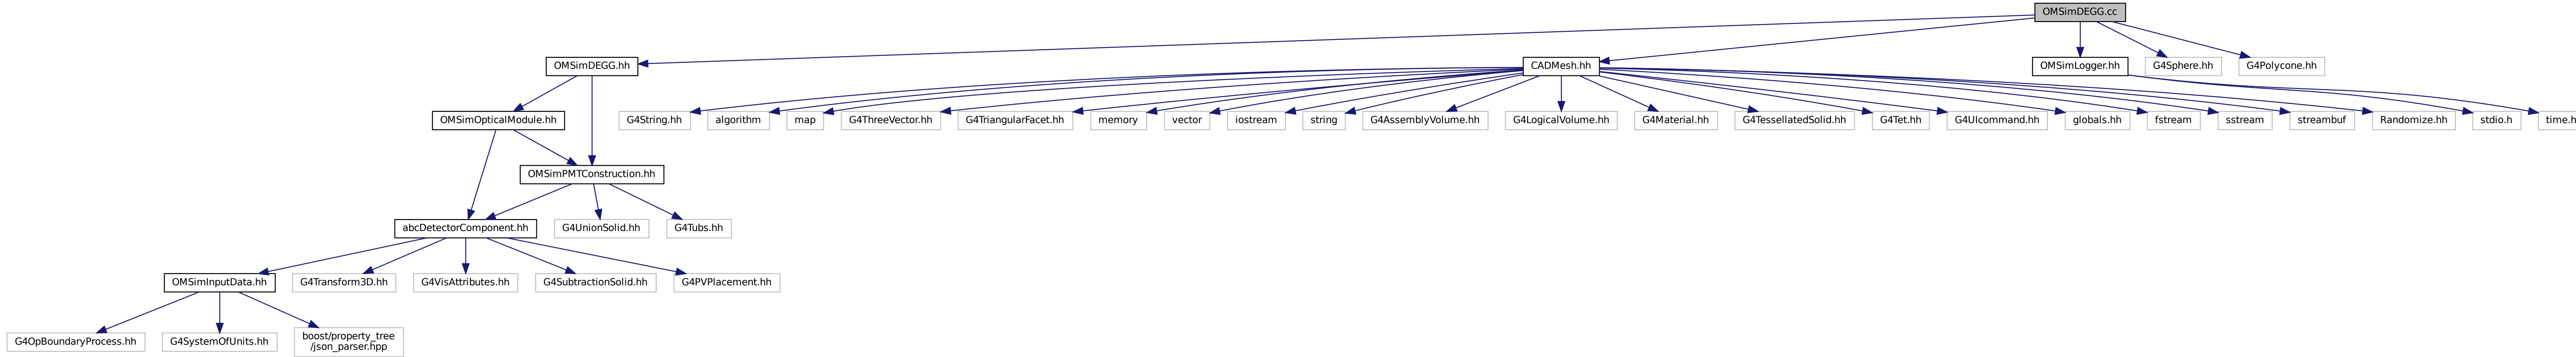 OMSimDEGG.cc
OMSimDEGG.hh
CADMesh.hh
OMSimLogger.hh
G4Sphere.hh
G4Polycone.hh
OMSimOpticalModule.hh
G4String.hh
algorithm
map
G4ThreeVector.hh
G4TriangularFacet.hh
memory
vector
iostream
string
G4AssemblyVolume.hh
G4LogicalVolume.hh
G4Material.hh
G4TessellatedSolid.hh
G4Tet.hh
G4UIcommand.hh
globals.hh
fstream
sstream
streambuf
Randomize.hh
stdio.h
time.h
OMSimPMTConstruction.hh
abcDetectorComponent.hh
G4UnionSolid.hh
G4Tubs.hh
OMSimInputData.hh
G4Transform3D.hh
G4VisAttributes.hh
G4SubtractionSolid.hh
G4PVPlacement.hh
G4OpBoundaryProcess.hh
G4SystemOfUnits.hh
boost/property_tree
/json_parser.hpp